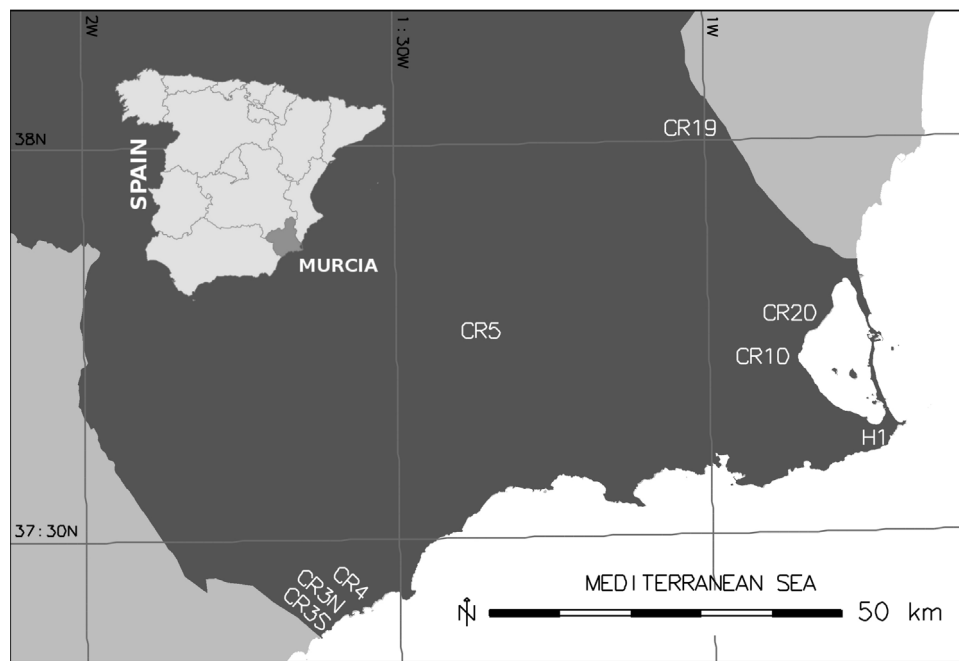 2W
1:30W
1W
CR19
38N
SPAIN
MURCIA
CR20
CR5
CR10
H1
37:30N
CR4
CR3N
CR3S
MEDITERRANEAN SEA
N
50 km